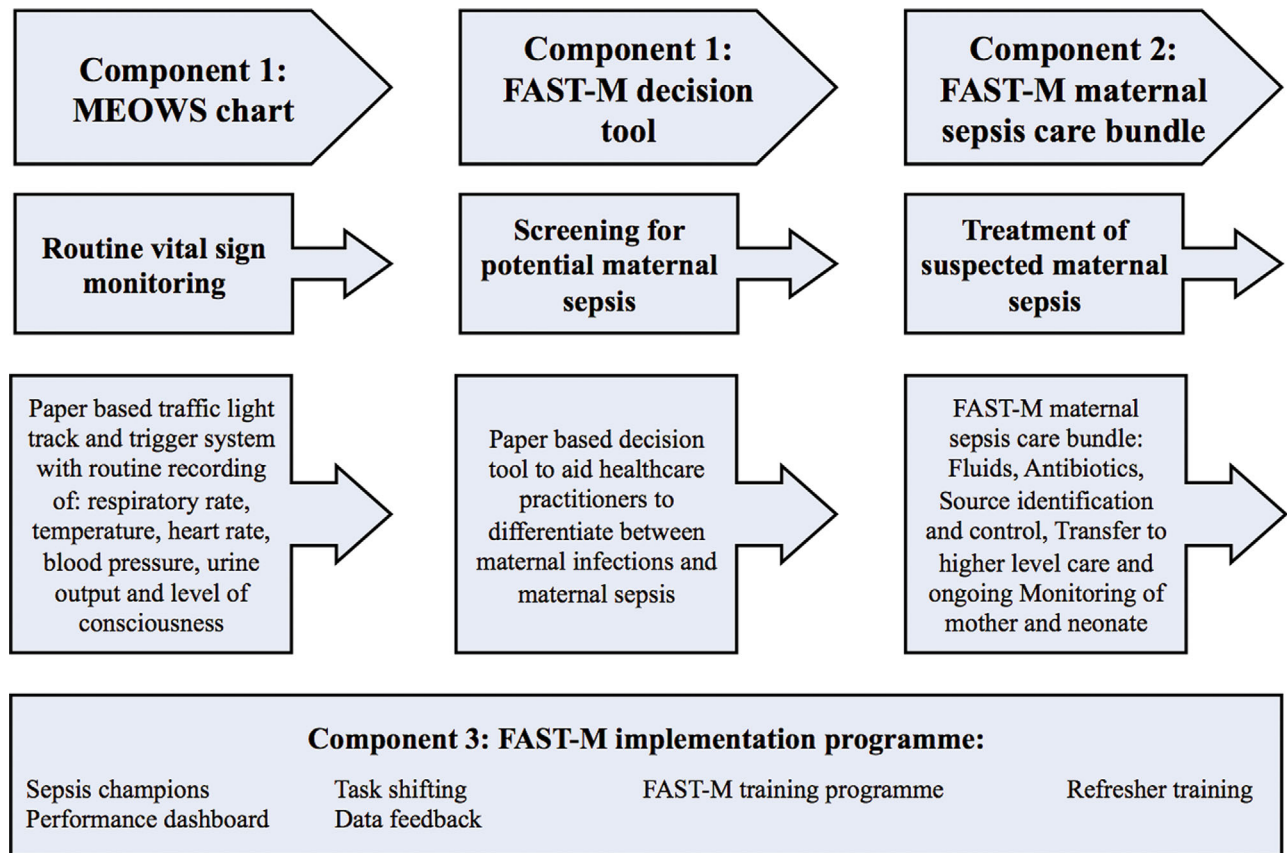 Component 1:
MEOWS chart
Component 1:
FAST-M decision
tool
Component 2:
FAST-M maternal
sepsis care bundle
Routine vital sign
monitoring
Screening for
potential maternal
sepsis
Treatment of
suspected maternal
sepsis
Paper based traffic light
track and trigger system
with routine recording
of: respiratory rate,
temperature, heart rate,
blood pressure, urine
output and level of
consciousness
Paper based decision
tool to aid healthcare
practitioners to
differentiate between
maternal infections and
maternal sepsis
FAST-M maternal
sepsis care bundle:
Fluids, Antibiotics,
Source identification
and control, Transfer to
higher level care and
ongoing Monitoring of
mother and neonate
Component 3: FAST-M implementation programme:
Sepsis champions Task shifting FAST-M training programme Refresher training
Performance dashboard Data feedback